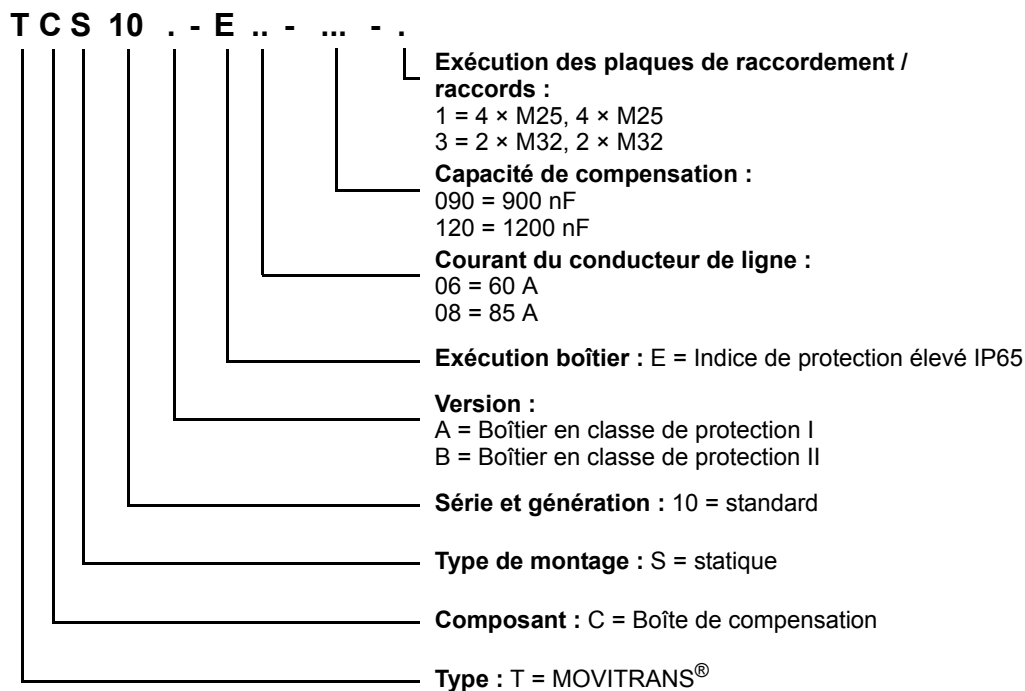 T C S 10 . - E .. - ... - .
Exécution des plaques de raccordement /
raccords :
1 = 4 × M25, 4 × M25
3 = 2 × M32, 2 × M32
Capacité de compensation :
090 = 900 nF
120 = 1200 nF
Courant du conducteur de ligne :
06 = 60 A
08 = 85 A
Exécution boîtier : E = Indice de protection élevé IP65
Version :
A = Boîtier en classe de protection I
B = Boîtier en classe de protection II
Série et génération : 10 = standard
Type de montage : S = statique
Composant : C = Boîte de compensation
Type : T = MOVITRANS®